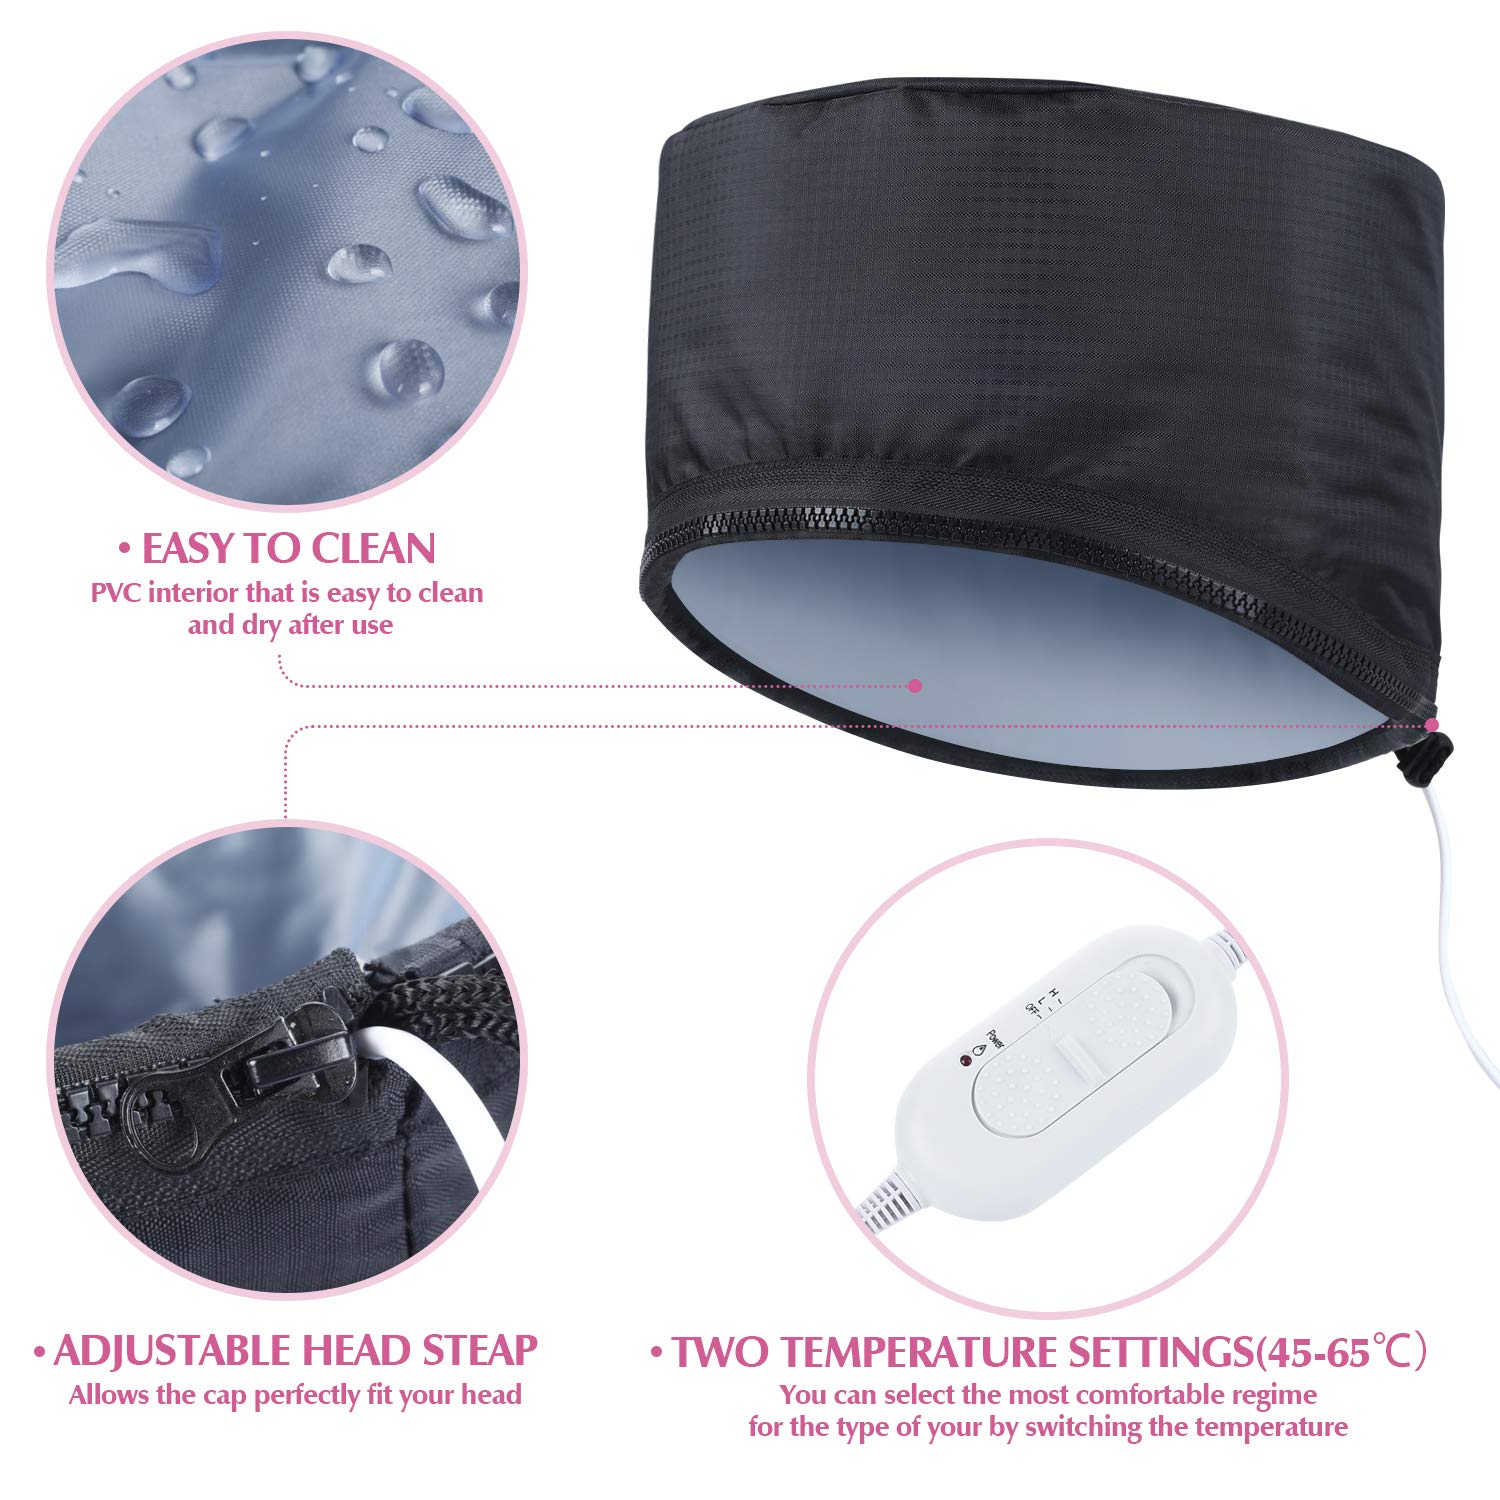 • EASY TO CLEAN
PVC interior that is easy to clean
and dry after use
• ADJUSTABLE HEAD STEAP
Allows the cap perfectly fit your head
H
L
OFF
Power
• TWO TEMPERATURE SETTINGS(45-65℃)
You can select the most comfortable regime
for the type of your by switching the temperature